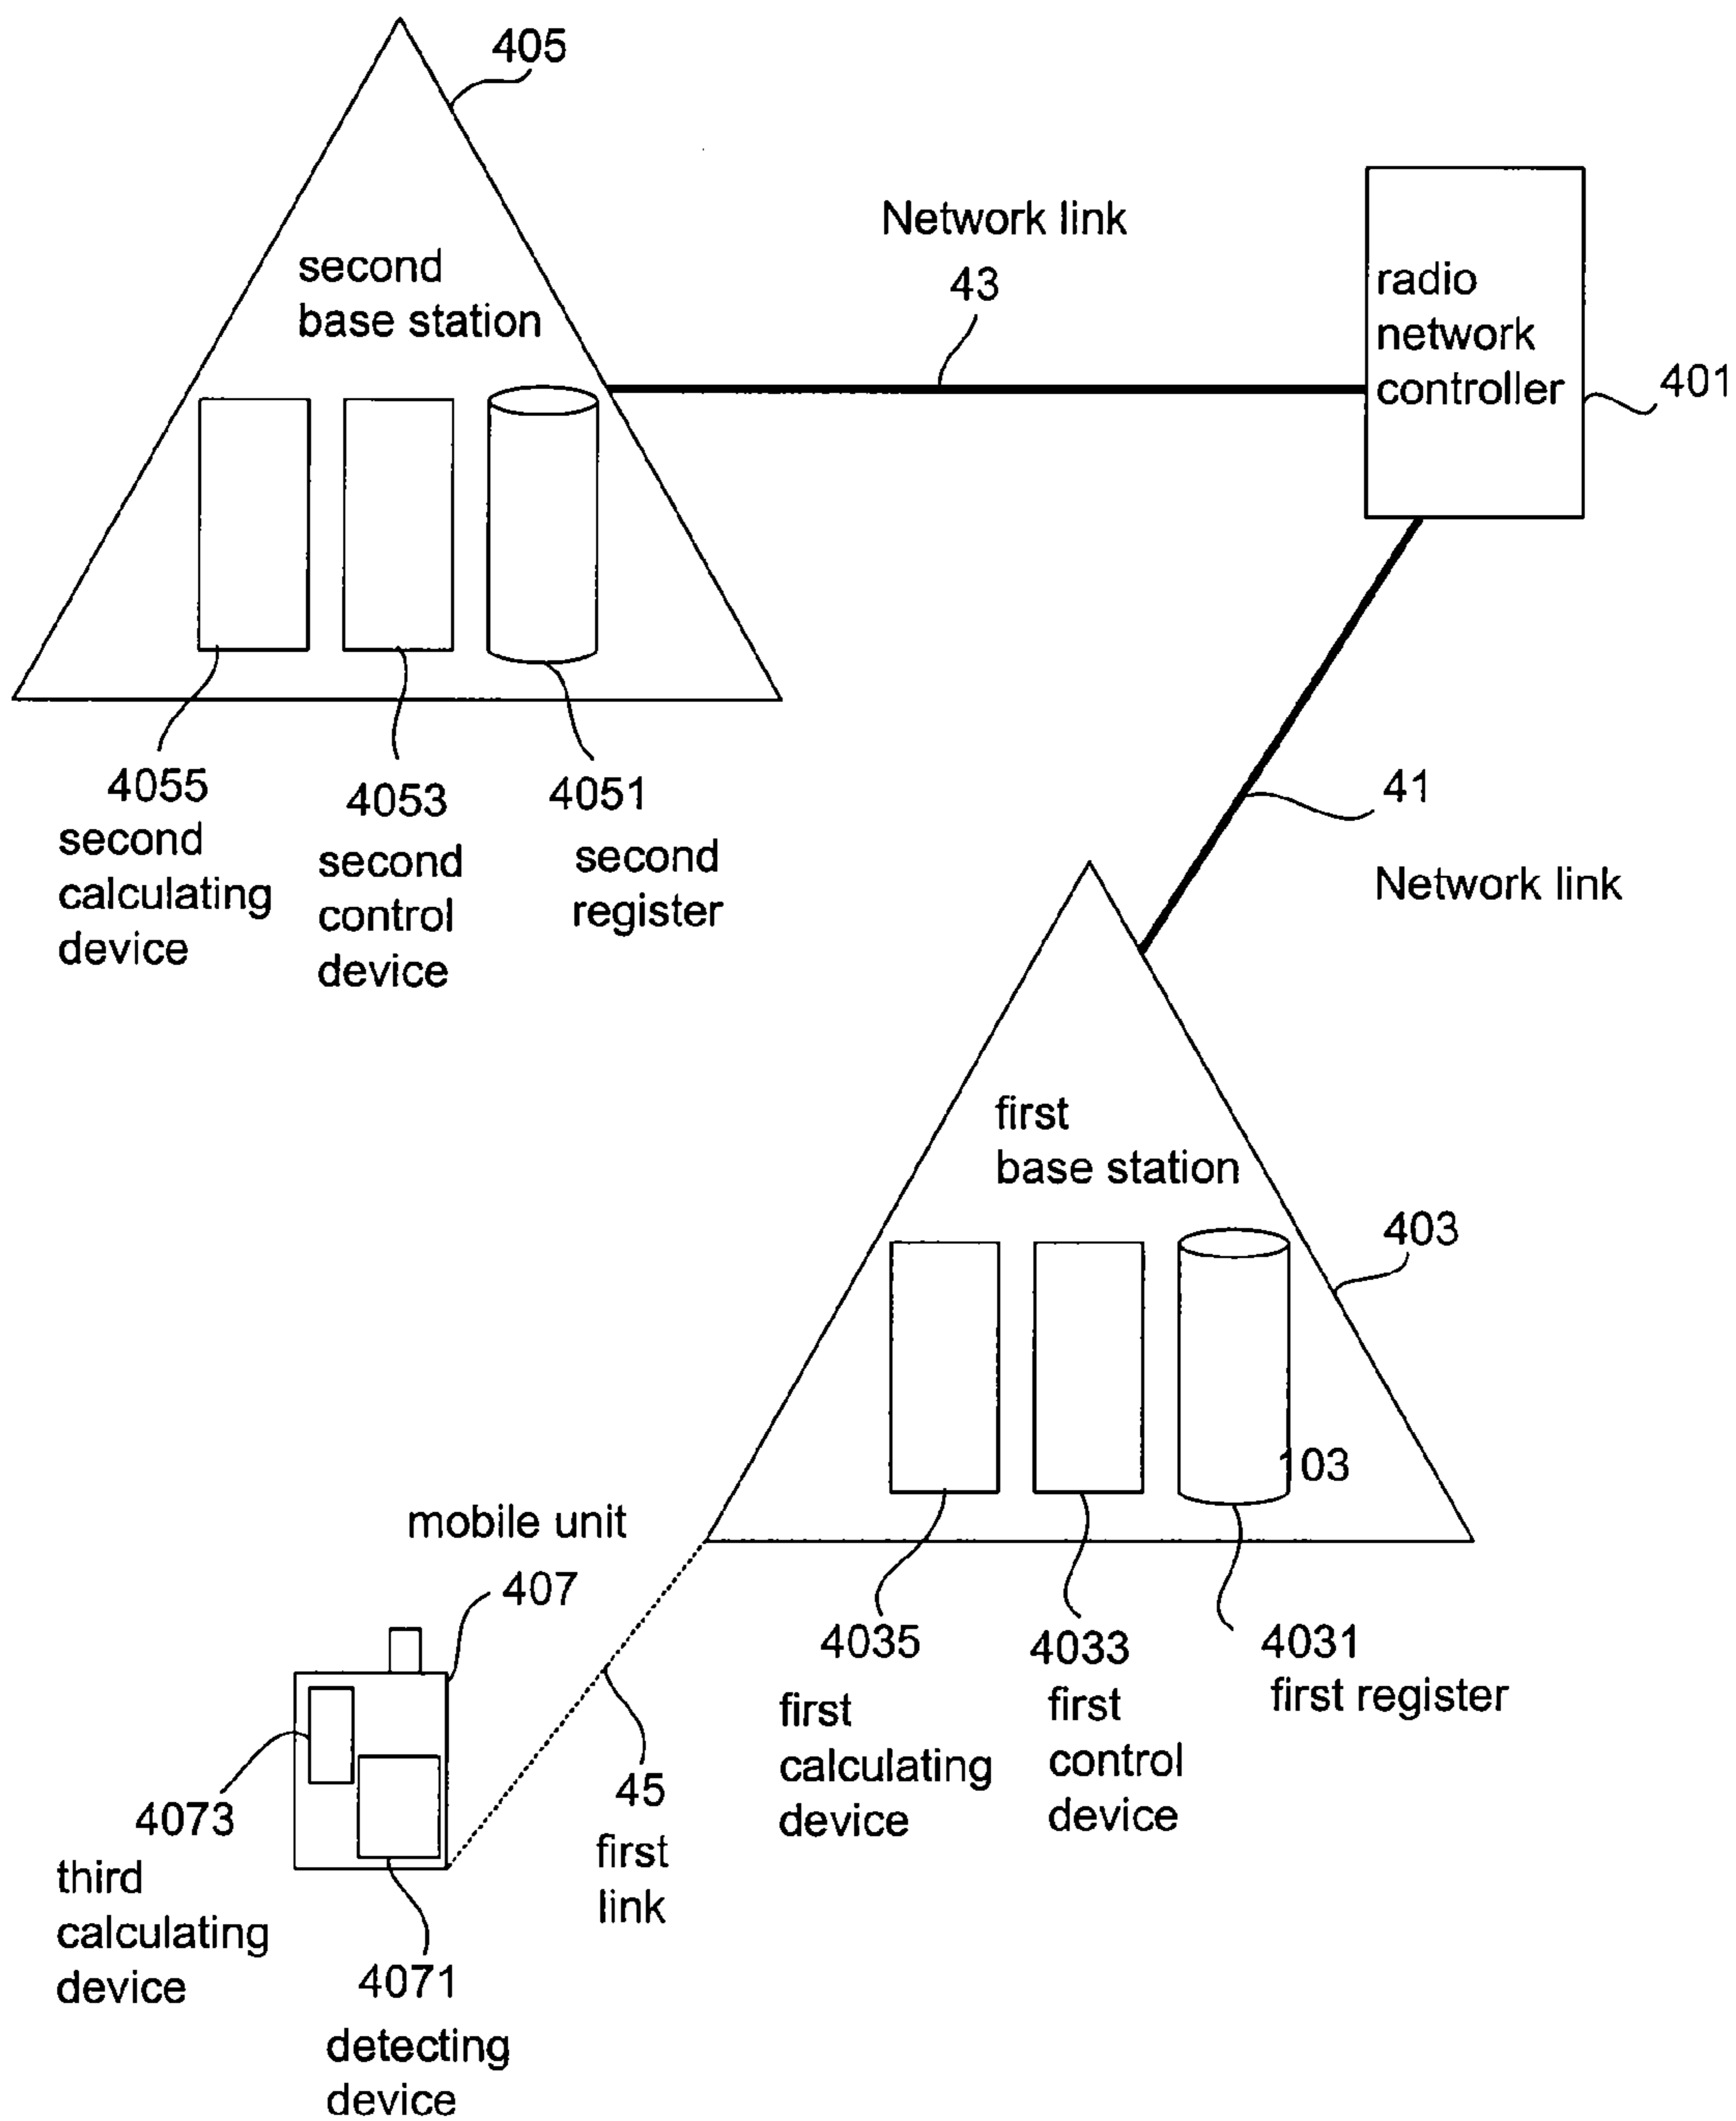 405
Network link
43
second
base station
radio
network
controller
401
4055
second
calculating
device
4053
second
control
device
4051
second
register
41
Network link
first
base station
403
103
mobile unit
407
4035
first
calculating
device
4033
first
control
device
4031
first register
45
first
link
4073
third
calculating
device
4071
detecting
device